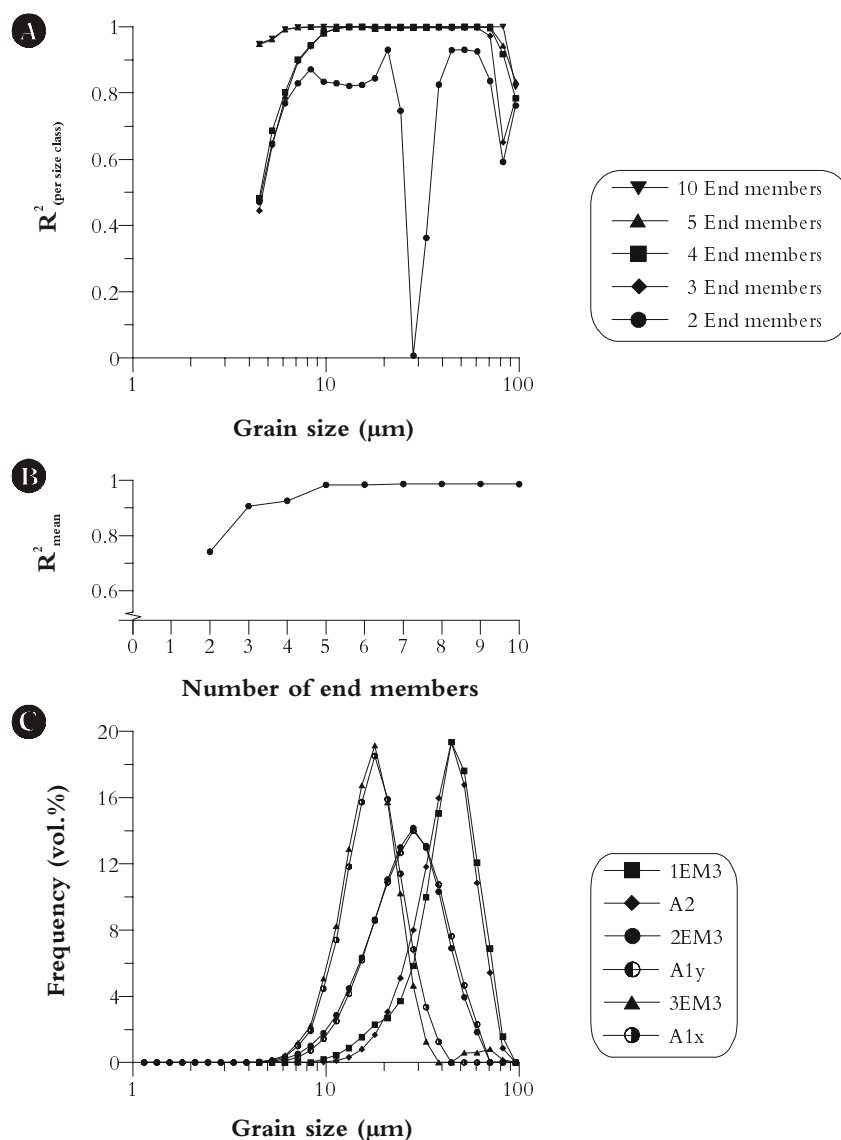 A
1
0.8
0.6
0.4
0.2
0
R² (per size class)
1 10 100
Grain size (μm)
10 End members
5 End members
4 End members
3 End members
2 End members
B
1
0.8
0.6
R² mean
0 1 2 3 4 5 6 7 8 9 10
Number of end members
C
20
16
12
8
4
0
Frequency (vol.%)
1 10 100
Grain size (μm)
1EM3
A2
2EM3
A1y
3EM3
A1x